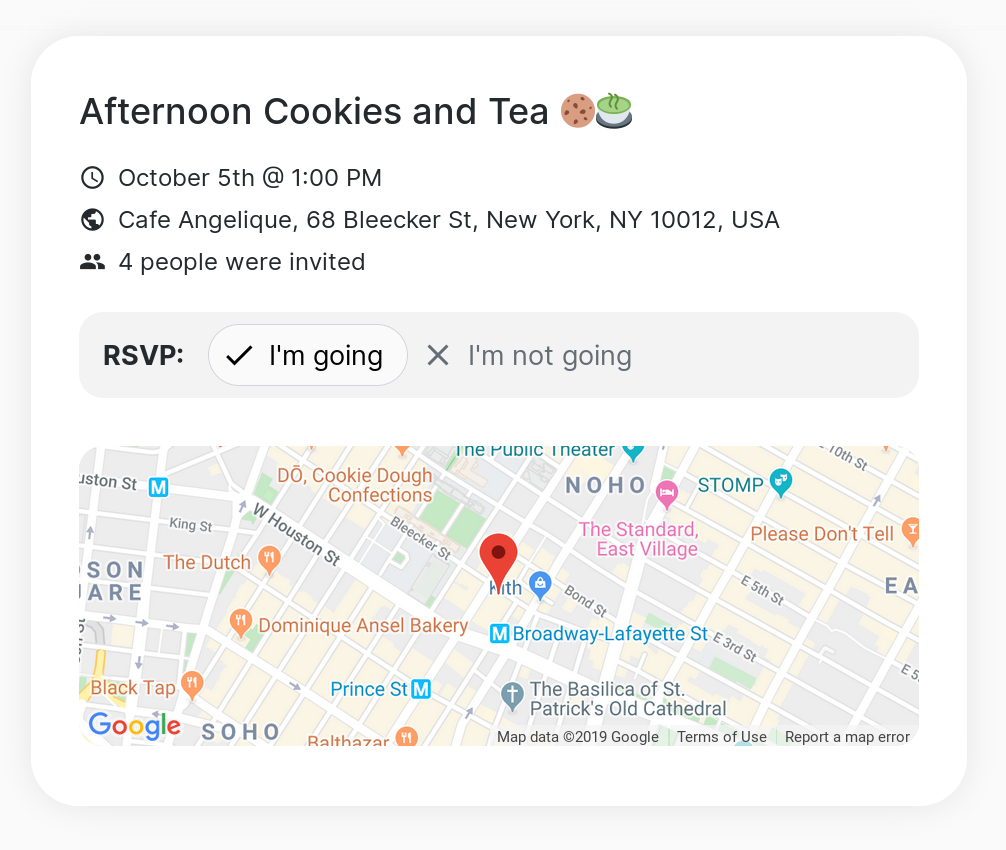 Afternoon Cookies and Tea 🍪🍵
October 5th @ 1:00 PM
Cafe Angelique, 68 Bleecker St, New York, NY 10012, USA
4 people were invited
RSVP: I'm going I'm not going
The Public Theater
DŌ, Cookie Dough
Confections
uston St M
NOHO
STOMP
E 10th St
King St
W Houston St
Bleecker St
The Standard,
East Village
Please Don't Tell
The Dutch
SON
ARE
Kith
Bond St
E 5th St
EA
Dominique Ansel Bakery
M Broadway-Lafayette St
E 3rd St
Black Tap
Prince St M
The Basilica of St.
Patrick's Old Cathedral
Google
SOHO
Balthazar
Map data ©2019 Google Terms of Use Report a map error